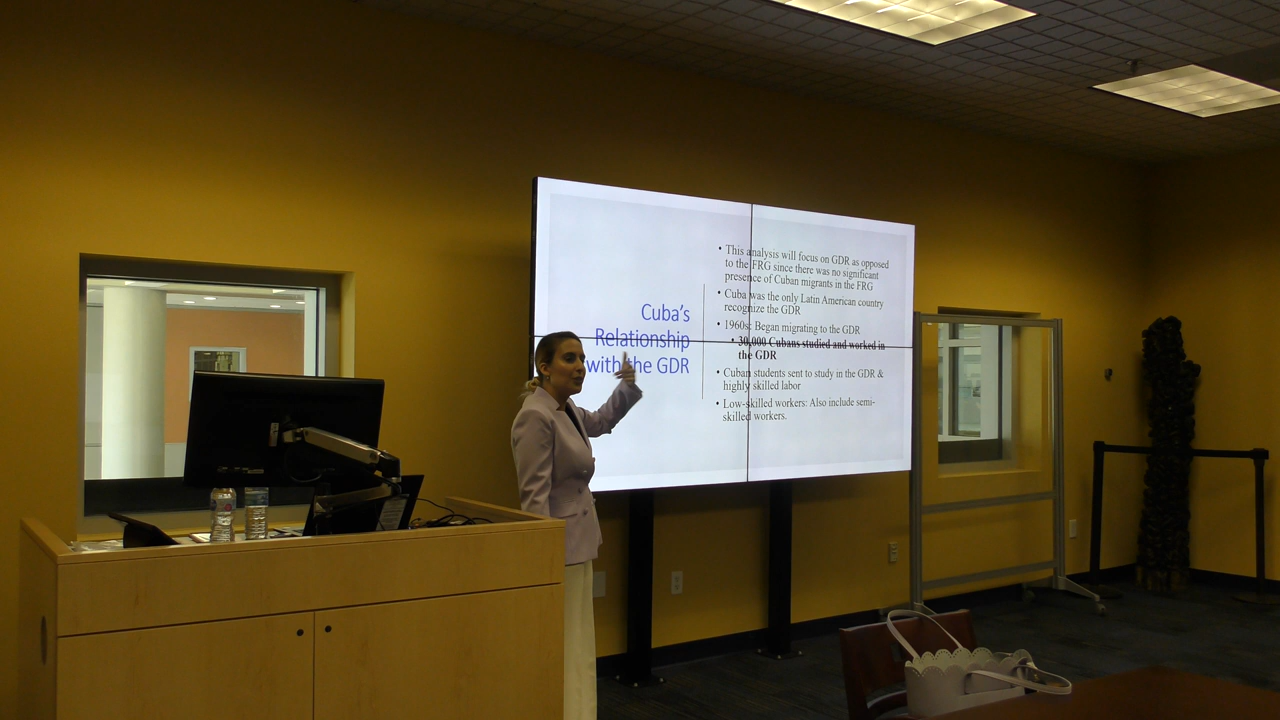 Cuba's
Relationship
with the GDR
• This analysis will focus on GDR as opposed
to the FRG since there was no significant
presence of Cuban migrants in the FRG
• Cuba was the only Latin American country
recognize the GDR
• 1960s: Began migrating to the GDR
• 30,000 Cubans studied and worked in
the GDR
• Cuban students sent to study in the GDR &
highly skilled labor
• Low-skilled workers: Also include semi-
skilled workers.